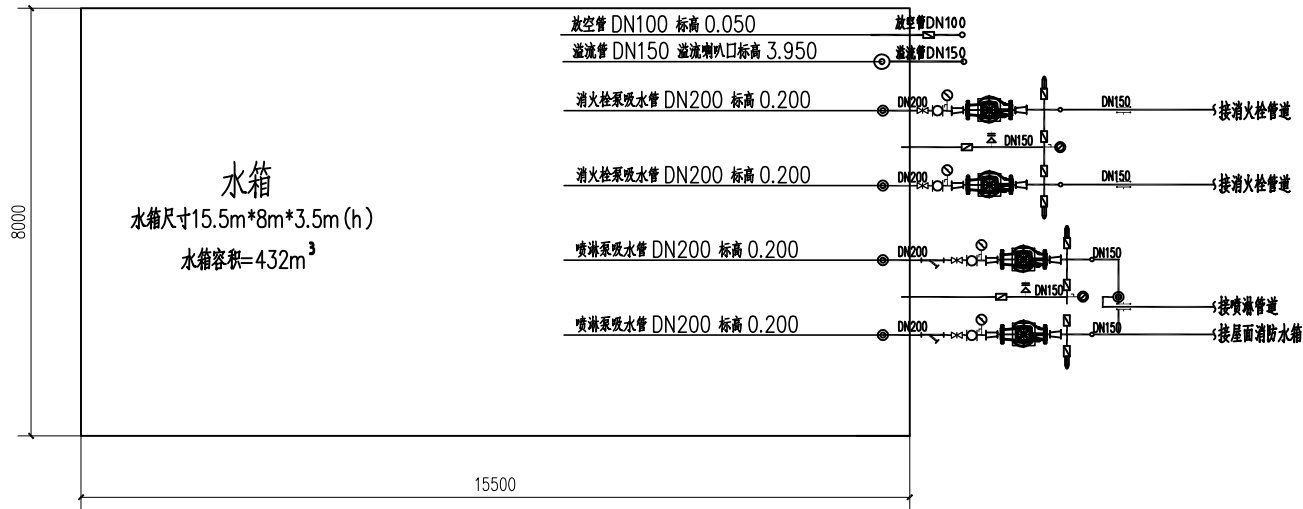 放空管 DN100 标高 0.050
放空管DN100
溢流管 DN150 溢流喇叭口标高 3.950
溢流管DN150
消火栓泵吸水管 DN200 标高 0.200
DN200
DN150
接消火栓管道
DN150
消火栓泵吸水管 DN200 标高 0.200
DN200
DN150
接消火栓管道
水箱
水箱尺寸15.5m*8m*3.5m(h)
水箱容积=432m³
8000
喷淋泵吸水管 DN200 标高 0.200
DN200
DN150
DN150
接喷淋管道
喷淋泵吸水管 DN200 标高 0.200
DN200
DN150
接屋面消防水箱
15500